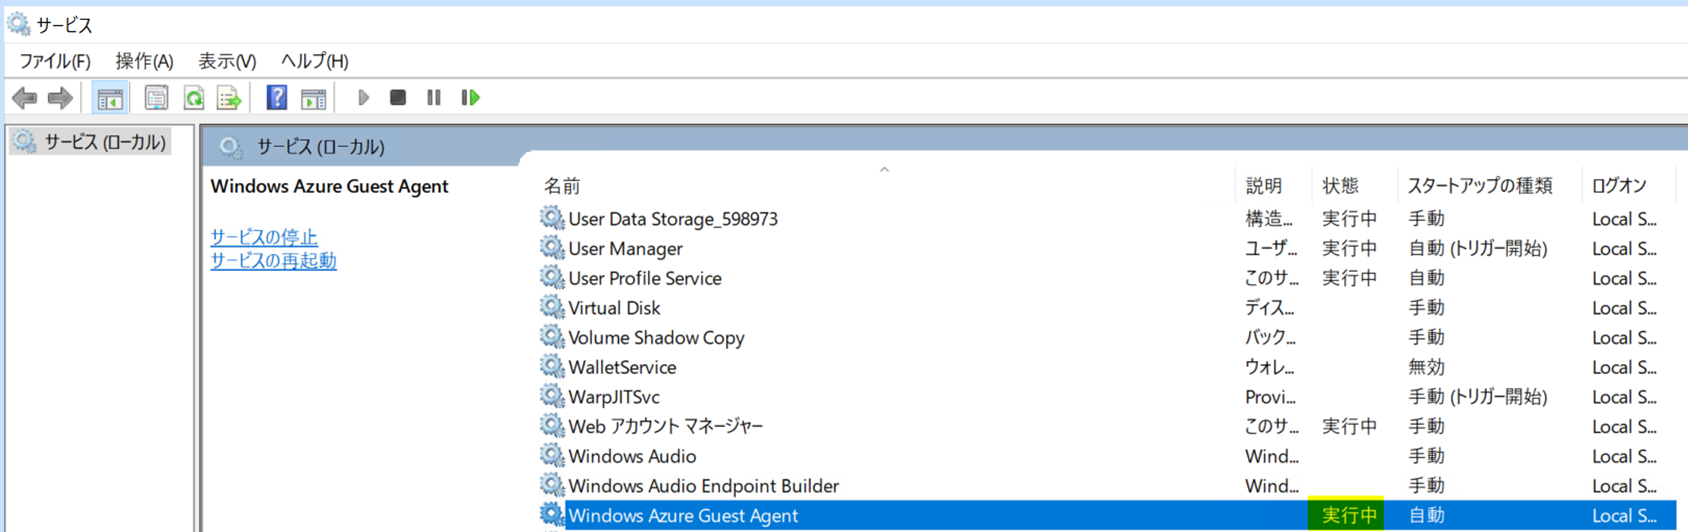 サービス
ファイル(F) 操作(A) 表示(V) ヘルプ(H)
サービス (ローカル)
サービス (ローカル)
Windows Azure Guest Agent
サービスの停止
サービスの再起動
名前 説明 状態 スタートアップの種類 ログオン
User Data Storage_598973 構造... 実行中 手動 Local S...
User Manager ユーザ... 実行中 自動 (トリガー開始) Local S...
User Profile Service このサ... 実行中 自動 Local S...
Virtual Disk ディス... 手動 Local S...
Volume Shadow Copy バック... 手動 Local S...
WalletService ウォレ... 無効 Local S...
WarpJITSvc Provi... 手動 (トリガー開始) Local S...
Web アカウント マネージャー このサ... 実行中 手動 Local S...
Windows Audio Wind... 手動 Local S...
Windows Audio Endpoint Builder Wind... 手動 Local S...
Windows Azure Guest Agent 実行中 自動 Local S...